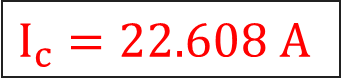 I_c = 22.608 A